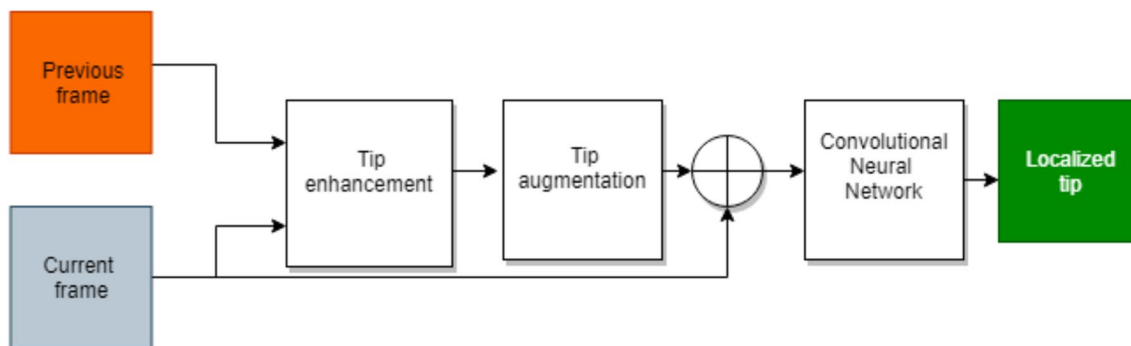 Previous
frame
Current
frame
Tip
enhancement
Tip
augmentation
Convolutional
Neural
Network
Localized
tip